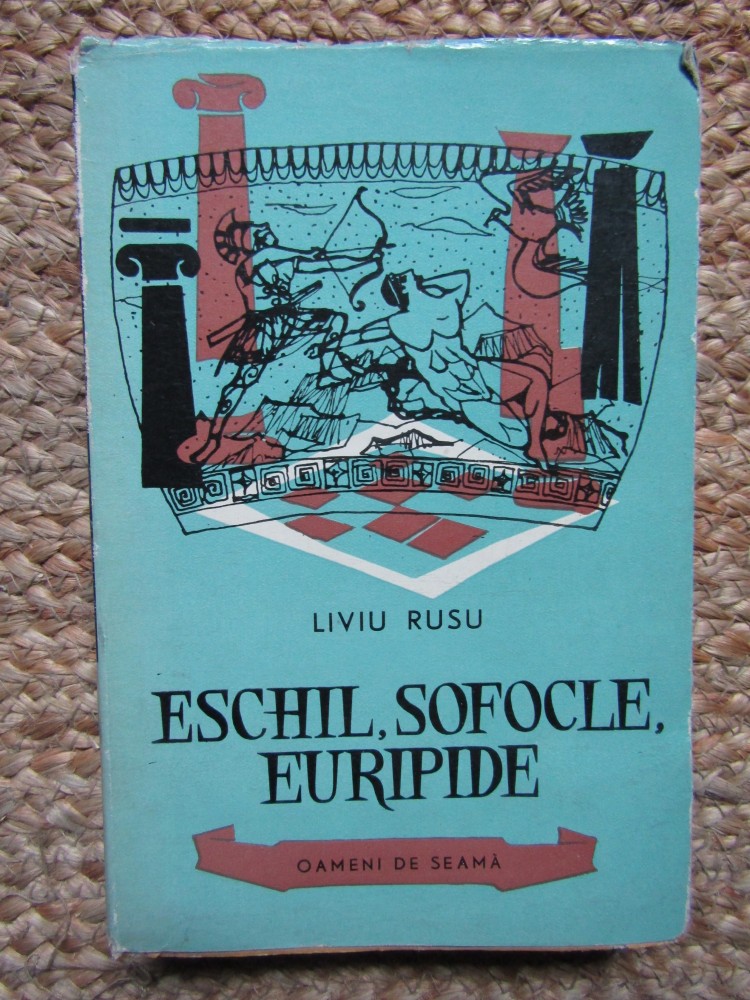 LIVIU RUSU
ESCHIL, SOFOCLE,
EURIPIDE
OAMENI DE SEAMĂ